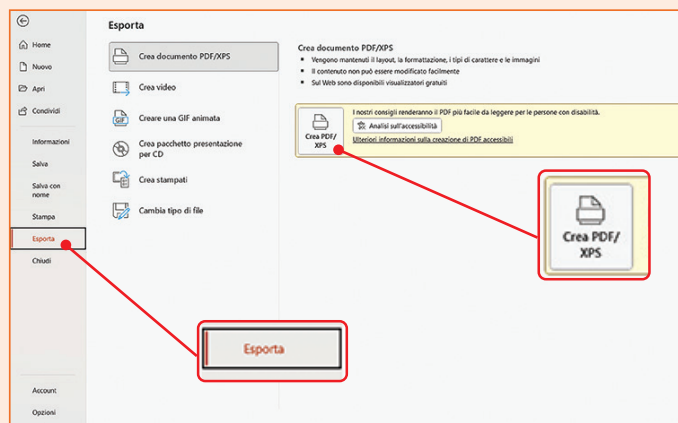 Home
Nuovo
Apri
Condividi
Informazioni
Salva
Salva con
nome
Stampa
Esporta
Chiudi
Account
Opzioni
Esporta
Crea documento PDF/XPS
Crea video
Creare una GIF animata
Crea pacchetto presentazione
per CD
Crea stampati
Cambia tipo di file
Crea documento PDF/XPS
Vengono mantenuti il layout, la formattazione, i tipi di carattere e le immagini
Il contenuto non può essere modificato facilmente
Sul Web sono disponibili visualizzatori gratuiti
Crea PDF/
XPS
I nostri consigli renderanno il PDF più facile da leggere per le persone con disabilità.
Analisi sull'accessibilità
Ulteriori informazioni sulla creazione di PDF accessibili
Crea PDF/
XPS
Esporta